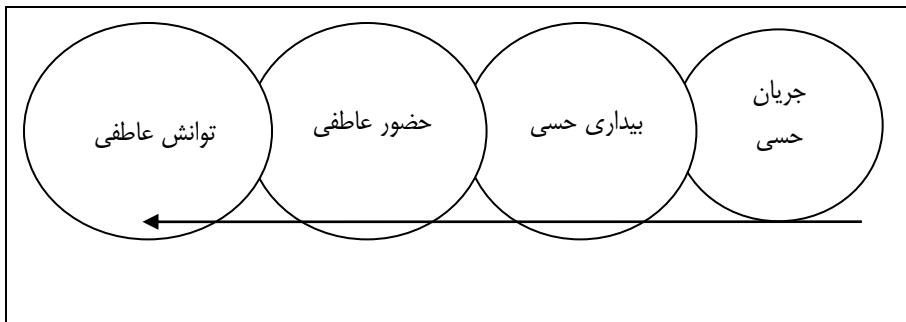 جریان
حسی
بیداری حسی
حضور عاطفی
توانش عاطفی